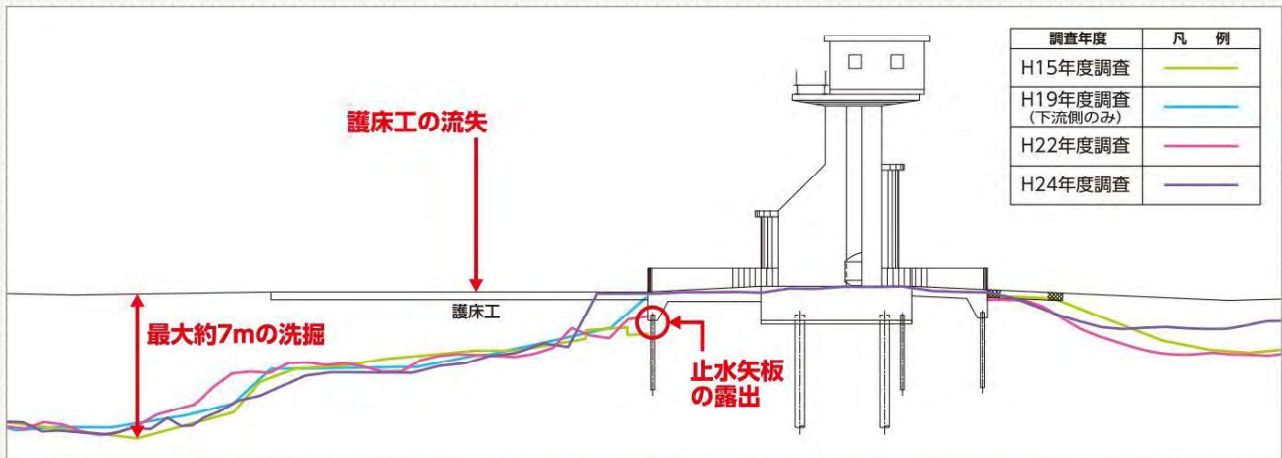 調査年度 凡例
H15年度調査
H19年度調査
(下流側のみ)
H22年度調査
H24年度調査
護床工の流失
護床工
最大約7mの洗掘
止水矢板
の露出